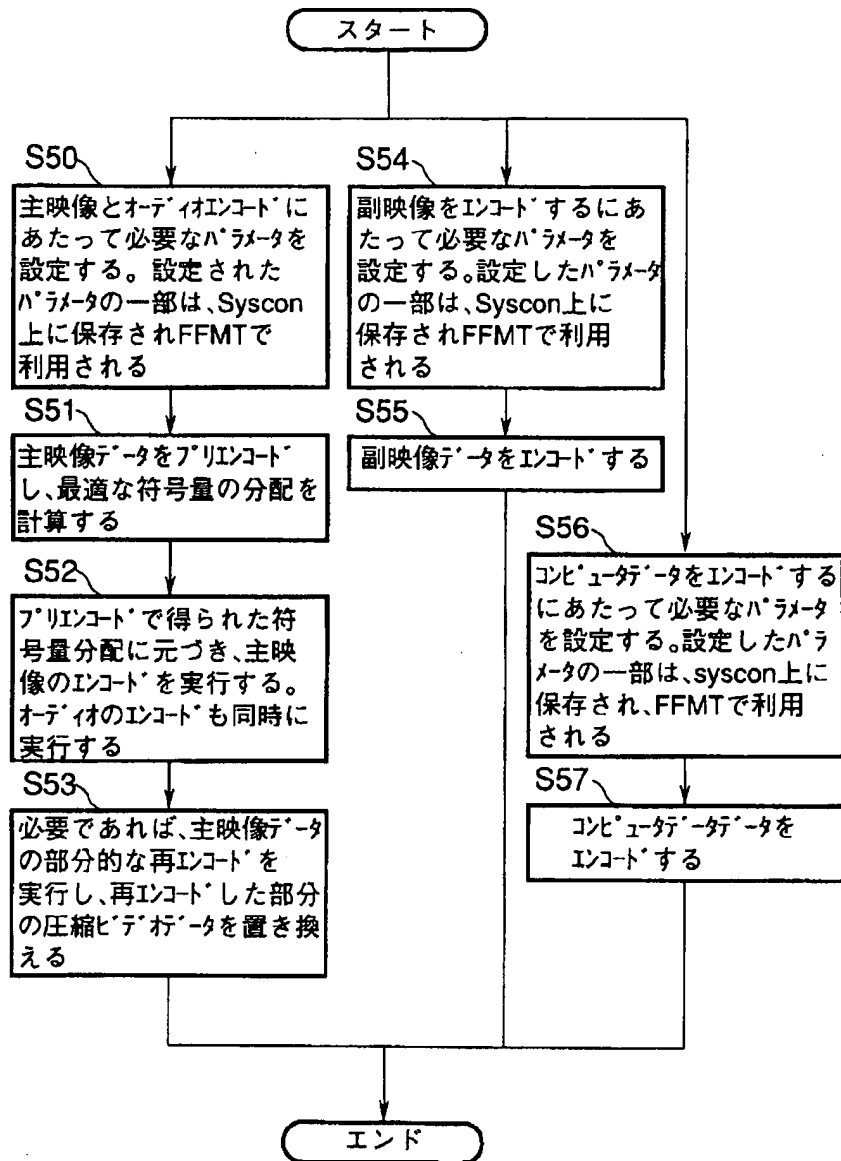 スタート
S50
主映像とｵｰﾃﾞｨｵｴﾝｺｰﾄﾞに
あたって必要なﾊﾟﾗﾒｰﾀを
設定する。設定された
ﾊﾟﾗﾒｰﾀの一部は､Syscon
上に保存されFFMTで
利用される
S51
主映像ﾃﾞｰﾀをﾌﾟﾘｴﾝｺｰﾄﾞ
し､最適な符号量の分配を
計算する
S52
ﾌﾟﾘｴﾝｺｰﾄﾞで得られた符
号量分配に元づき､主映
像のｴﾝｺｰﾄﾞを実行する。
ｵｰﾃﾞｨｵのｴﾝｺｰﾄﾞも同時に
実行する
S53
必要であれば､主映像ﾃﾞｰﾀ
の部分的な再ｴﾝｺｰﾄﾞを
実行し､再ｴﾝｺｰﾄﾞした部分
の圧縮ﾋﾞﾃﾞｵﾃﾞｰﾀを置き換
える
S54
副映像をｴﾝｺｰﾄﾞするにあ
たって必要なﾊﾟﾗﾒｰﾀを
設定する｡設定したﾊﾟﾗﾒｰﾀ
の一部は､Syscon上に
保存されFFMTで利用
される
S55
副映像ﾃﾞｰﾀをｴﾝｺｰﾄﾞする
S56
ｺﾝﾋﾟｭｰﾀﾃﾞｰﾀをｴﾝｺｰﾄﾞする
にあたって必要なﾊﾟﾗﾒｰﾀ
を設定する｡設定したﾊﾟﾗ
ﾒｰﾀの一部は､syscon上に
保存され､FFMTで利用
される
S57
ｺﾝﾋﾟｭｰﾀﾃﾞｰﾀﾃﾞｰﾀを
ｴﾝｺｰﾄﾞする
エンド